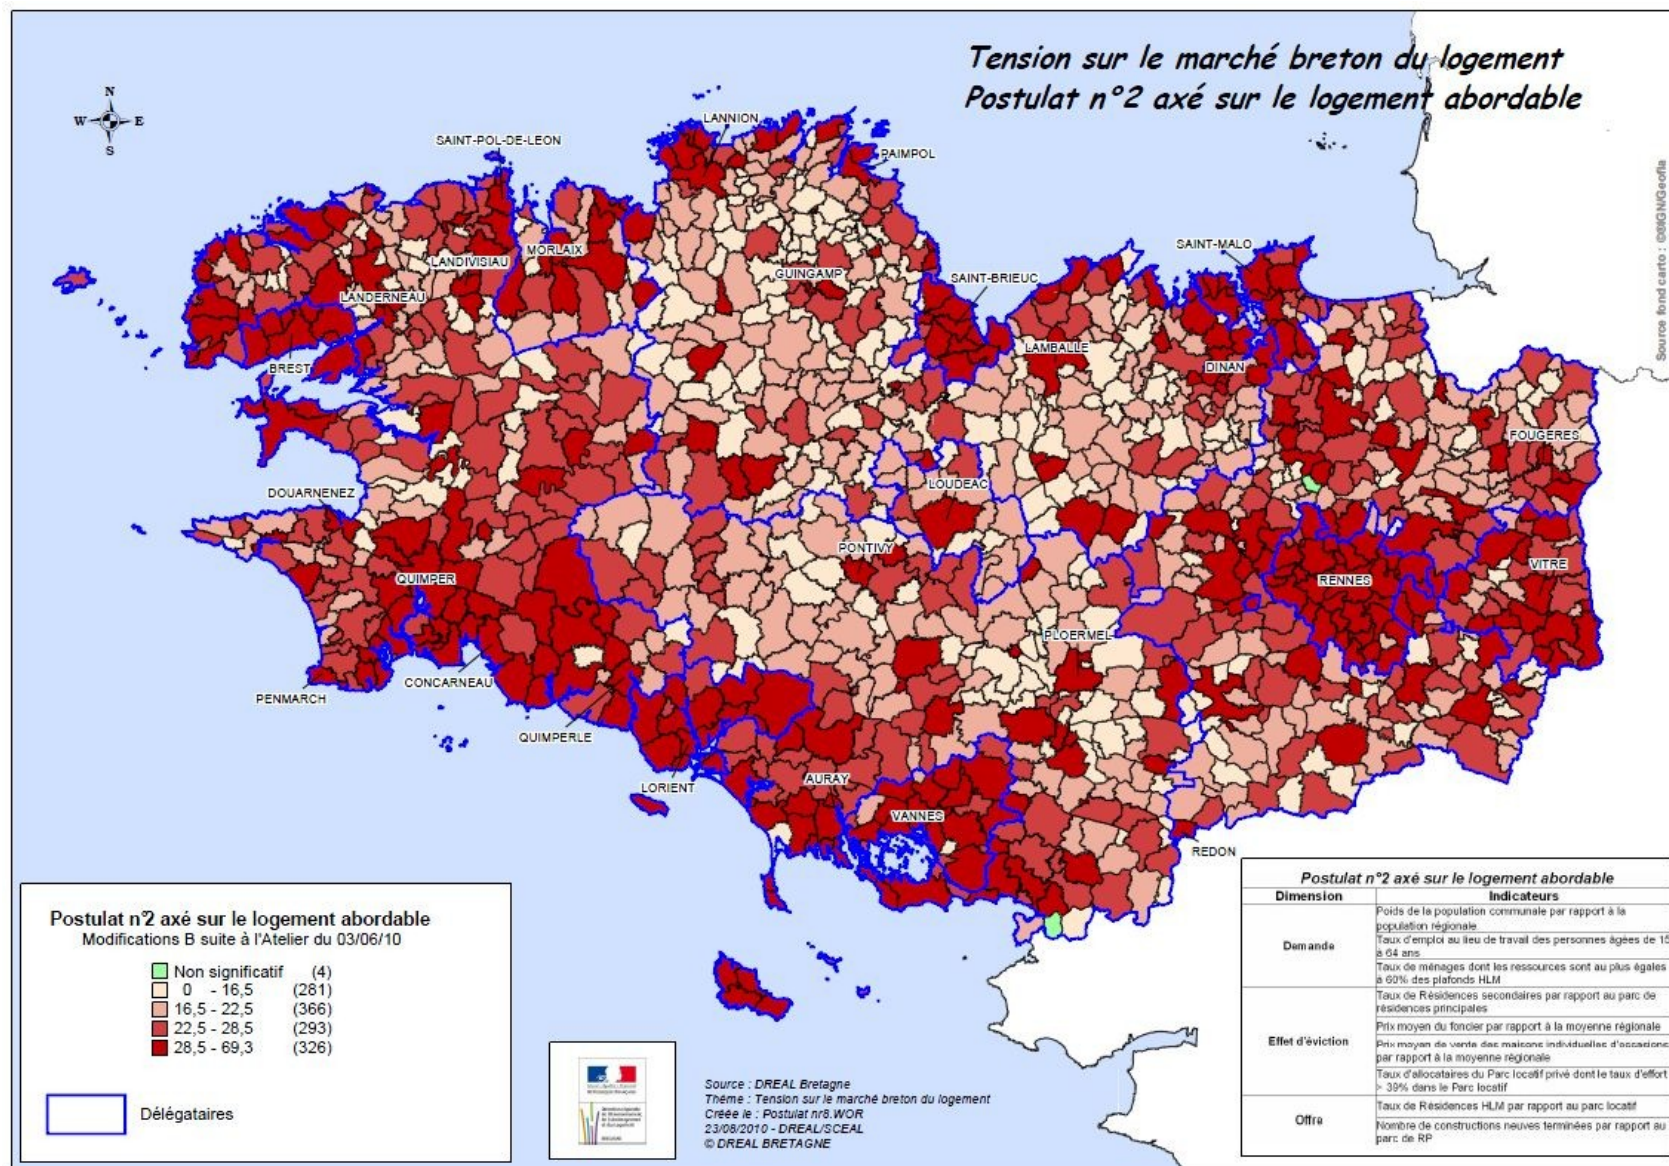 Tension sur le marché breton du logement
Postulat n°2 axé sur le logement abordable
N
W E
S
Source fond carto : ©®IGN/Geofla
LANNION
SAINT-POL-DE-LEON
PAIMPOL
MORLAIX
SAINT-MALO
LANDIVISIAU
GUINGAMP
SAINT-BRIEUC
LANDERNEAU
LAMBALLE
BREST
DINAN
FOUGERES
DOUARNENEZ
LOUDEAC
PONTIVY
QUIMPER
RENNES
VITRE
PLOERMEL
CONCARNEAU
PENMARCH
QUIMPERLE
AURAY
LORIENT
VANNES
REDON
Postulat n°2 axé sur le logement abordable
Modifications B suite à l'Atelier du 03/06/10
Non significatif (4)
0 - 16,5 (281)
16,5 - 22,5 (366)
22,5 - 28,5 (293)
28,5 - 69,3 (326)
Délégataires
Source : DREAL Bretagne
Thème : Tension sur le marché breton du logement
Créée le : Postulat nr8.WOR
23/08/2010 - DREAL/SCEAL
© DREAL BRETAGNE
Postulat n°2 axé sur le logement abordable
Dimension Indicateurs
Demande
Poids de la population communale par rapport à la
population régionale
Taux d'emploi au lieu de travail des personnes âgées de 15
à 64 ans
Taux de ménages dont les ressources sont au plus égales
à 60% des plafonds HLM
Effet d'éviction
Taux de Résidences secondaires par rapport au parc de
résidences principales
Prix moyen du foncier par rapport à la moyenne régionale
Prix moyen de vente des maisons individuelles d'occasions
par rapport à la moyenne régionale
Taux d'allocataires du Parc locatif privé dont le taux d'effort
> 39% dans le Parc locatif
Offre
Taux de Résidences HLM par rapport au parc locatif
Nombre de constructions neuves terminées par rapport au
parc de RP